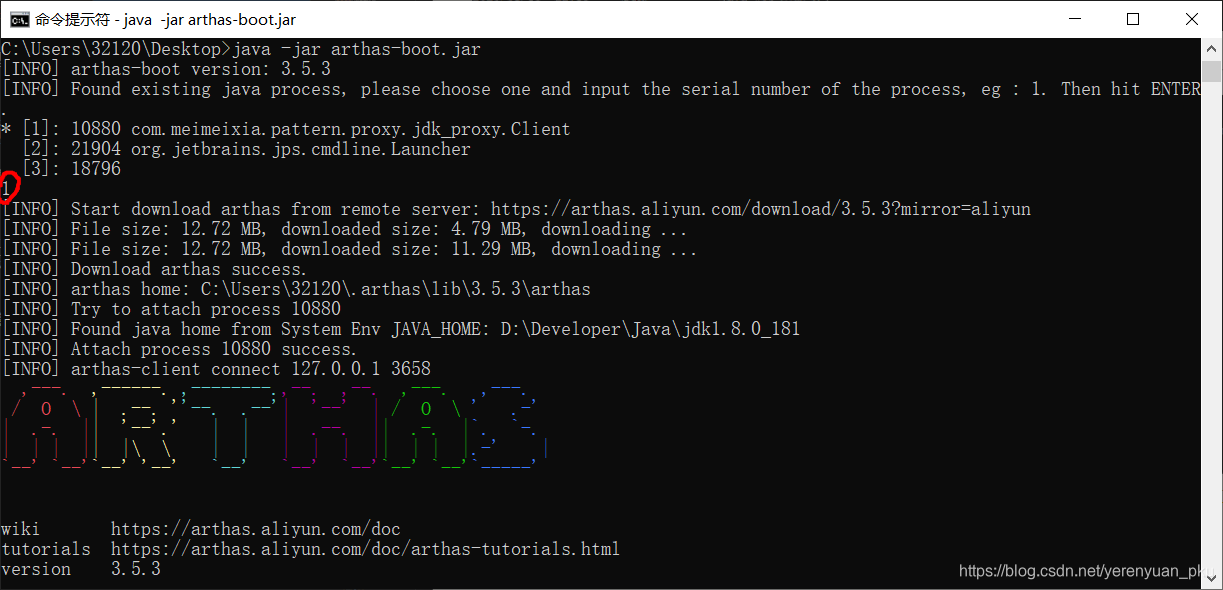 命令提示符 - java  -jar arthas-boot.jar
C:\Users\32120\Desktop>java -jar arthas-boot.jar
[INFO] arthas-boot version: 3.5.3
[INFO] Found existing java process, please choose one and input the serial number of the process, eg : 1. Then hit ENTER
.
* [1]: 10880 com.meimeixia.pattern.proxy.jdk_proxy.Client
  [2]: 21904 org.jetbrains.jps.cmdline.Launcher
  [3]: 18796
1
[INFO] Start download arthas from remote server: https://arthas.aliyun.com/download/3.5.3?mirror=aliyun
[INFO] File size: 12.72 MB, downloaded size: 4.79 MB, downloading ...
[INFO] File size: 12.72 MB, downloaded size: 11.29 MB, downloading ...
[INFO] Download arthas success.
[INFO] arthas home: C:\Users\32120\.arthas\lib\3.5.3\arthas
[INFO] Try to attach process 10880
[INFO] Found java home from System Env JAVA_HOME: D:\Developer\Java\jdk1.8.0_181
[INFO] Attach process 10880 success.
[INFO] arthas-client connect 127.0.0.1 3658
ARTHAS
wiki       https://arthas.aliyun.com/doc
tutorials  https://arthas.aliyun.com/doc/arthas-tutorials.html
version    3.5.3